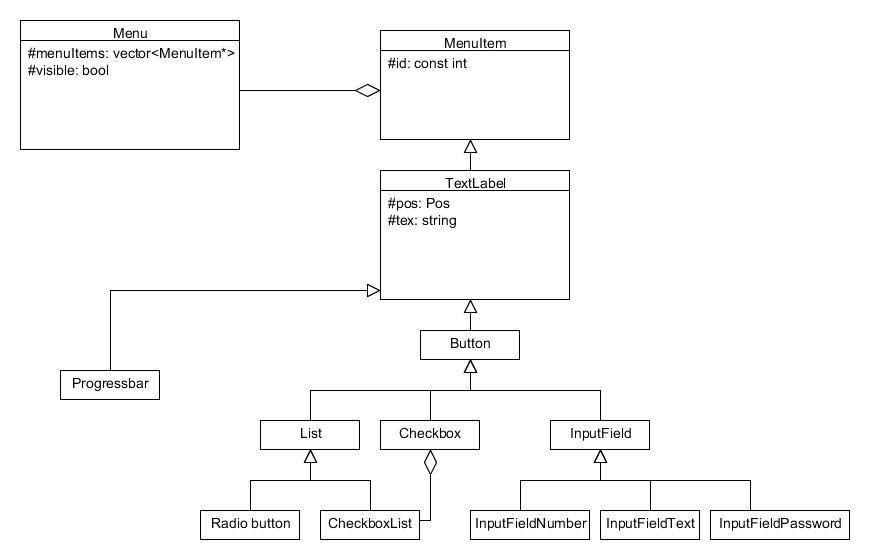 Menu
#menuItems: vector<MenuItem*>
#visible: bool
MenuItem
#id: const int
TextLabel
#pos: Pos
#tex: string
Button
Progressbar
List
Checkbox
InputField
Radio button
CheckboxList
InputFieldNumber
InputFieldText
InputFieldPassword